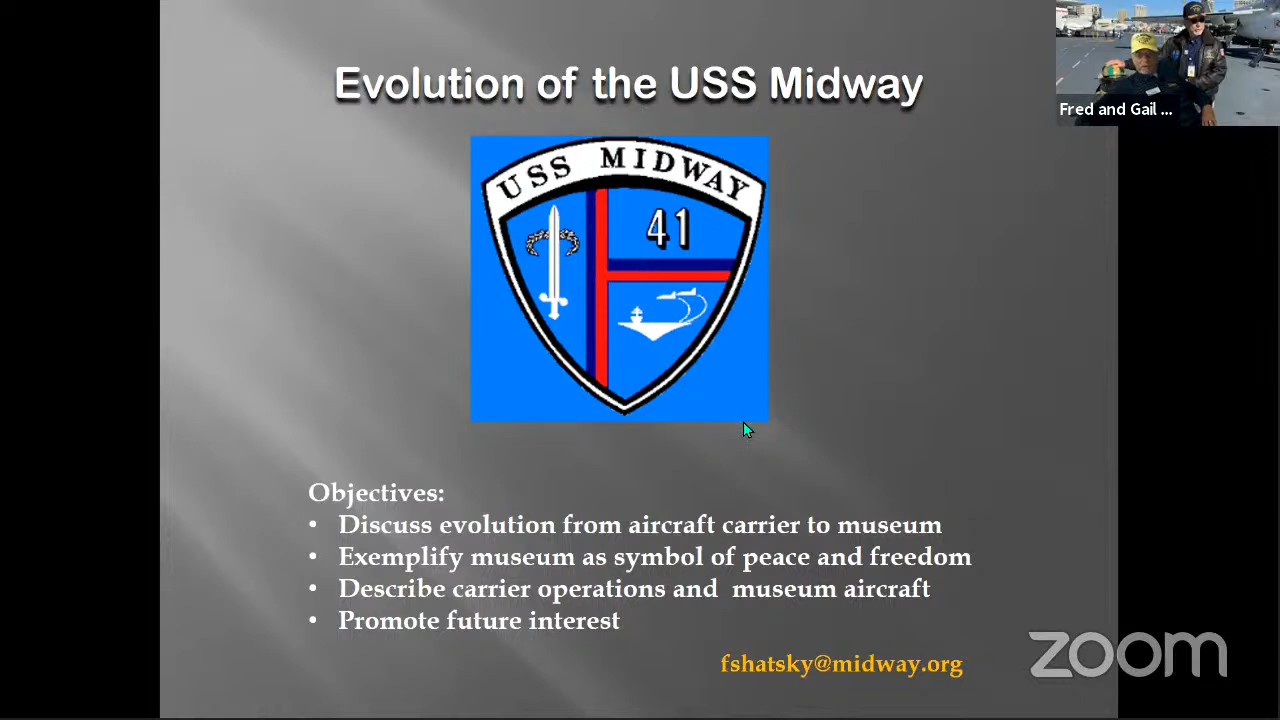 Evolution of the USS Midway
Fred and Gail ...
USS MIDWAY
41
Objectives:
• Discuss evolution from aircraft carrier to museum
• Exemplify museum as symbol of peace and freedom
• Describe carrier operations and museum aircraft
• Promote future interest
fshatsky@midway.org
zoom